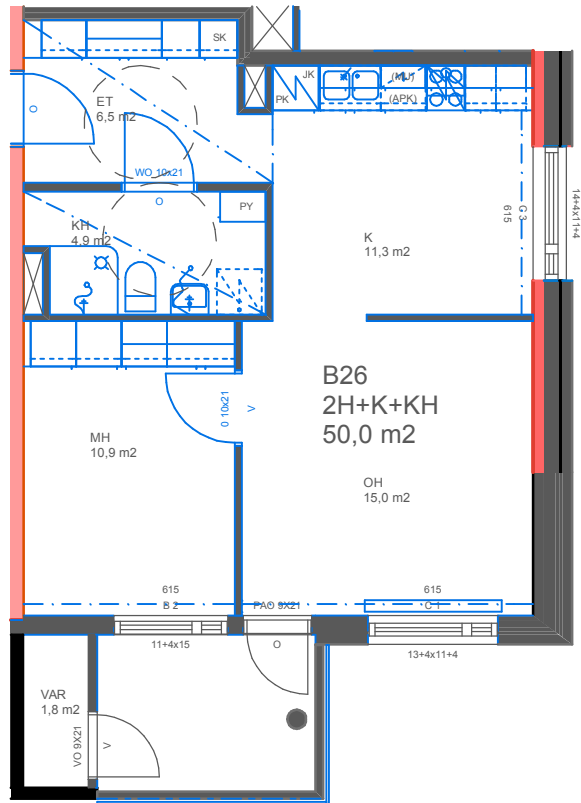 SK
JK
PK
(MU)
(APK)
ET
6,5 m2
O
WO 10x21
O
PY
KH
4,9 m2
K
11,3 m2
G 3
615
14+4x11+4
B26
2H+K+KH
50,0 m2
0 10x21
V
MH
10,9 m2
OH
15,0 m2
615
B 2
PAO 9X21
615
C 1
11+4x15
O
13+4x11+4
VAR
1,8 m2
VO 9X21
V